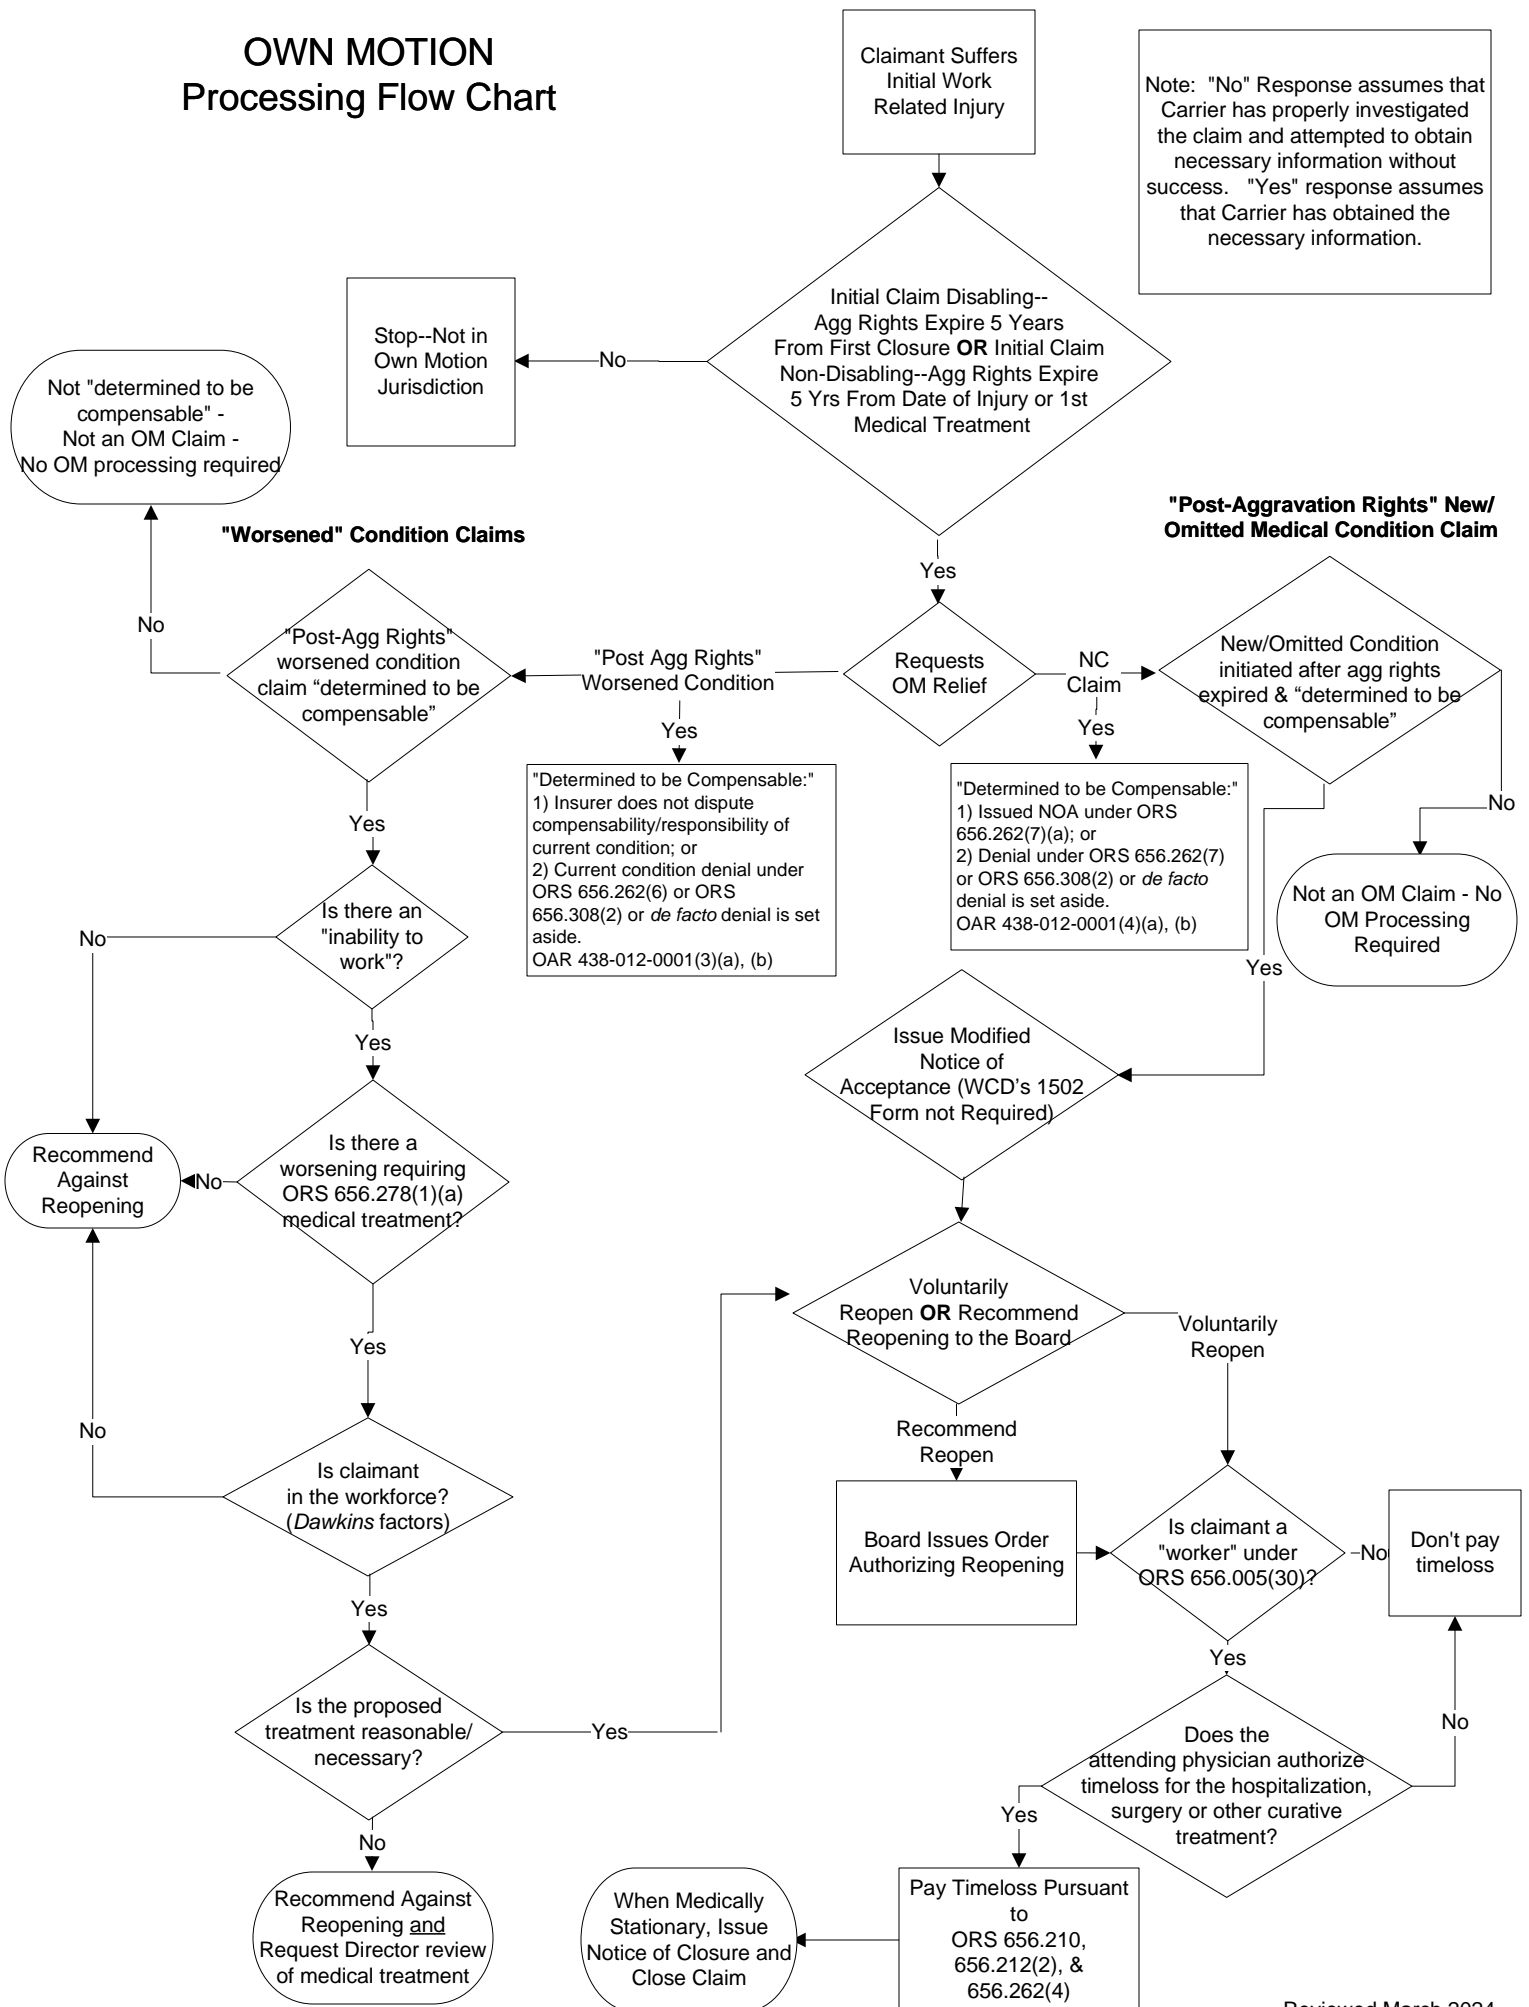 OWN MOTION
Processing Flow Chart
Claimant Suffers
Initial Work
Related Injury
Note: "No" Response assumes that
Carrier has properly investigated
the claim and attempted to obtain
necessary information without
success. "Yes" response assumes
that Carrier has obtained the
necessary information.
Initial Claim Disabling--
Agg Rights Expire 5 Years
From First Closure OR Initial Claim
Non-Disabling--Agg Rights Expire
5 Yrs From Date of Injury or 1st
Medical Treatment
No
Stop--Not in
Own Motion
Jurisdiction
Not "determined to be
compensable" -
Not an OM Claim -
No OM processing required
"Worsened" Condition Claims
"Post-Aggravation Rights" New/
Omitted Medical Condition Claim
Yes
No
"Post-Agg Rights"
worsened condition
claim “determined to be
compensable”
"Post Agg Rights"
Worsened Condition
Requests
OM Relief
NC
Claim
New/Omitted Condition
initiated after agg rights
expired & “determined to be
compensable”
Yes
Yes
"Determined to be Compensable:"
1) Insurer does not dispute
compensability/responsibility of
current condition; or
2) Current condition denial under
ORS 656.262(6) or ORS
656.308(2) or de facto denial is set
aside.
OAR 438-012-0001(3)(a), (b)
"Determined to be Compensable:"
1) Issued NOA under ORS
656.262(7)(a); or
2) Denial under ORS 656.262(7)
or ORS 656.308(2) or de facto
denial is set aside.
OAR 438-012-0001(4)(a), (b)
No
Not an OM Claim - No
OM Processing
Required
Yes
Yes
Is there an
"inability to
work"?
No
Yes
Issue Modified
Notice of
Acceptance (WCD's 1502
Form not Required)
Is there a
worsening requiring
ORS 656.278(1)(a)
medical treatment?
No
Recommend
Against
Reopening
Yes
Voluntarily
Reopen OR Recommend
Reopening to the Board
Voluntarily
Reopen
Recommend
Reopen
No
Is claimant
in the workforce?
(Dawkins factors)
Board Issues Order
Authorizing Reopening
Is claimant a
"worker" under
ORS 656.005(30)?
No
Don't pay
timeloss
Yes
Yes
Is the proposed
treatment reasonable/
necessary?
Yes
No
Does the
attending physician authorize
timeloss for the hospitalization,
surgery or other curative
treatment?
Yes
No
Recommend Against
Reopening and
Request Director review
of medical treatment
When Medically
Stationary, Issue
Notice of Closure and
Close Claim
Pay Timeloss Pursuant
to
ORS 656.210,
656.212(2), &
656.262(4)
Reviewed March 2024